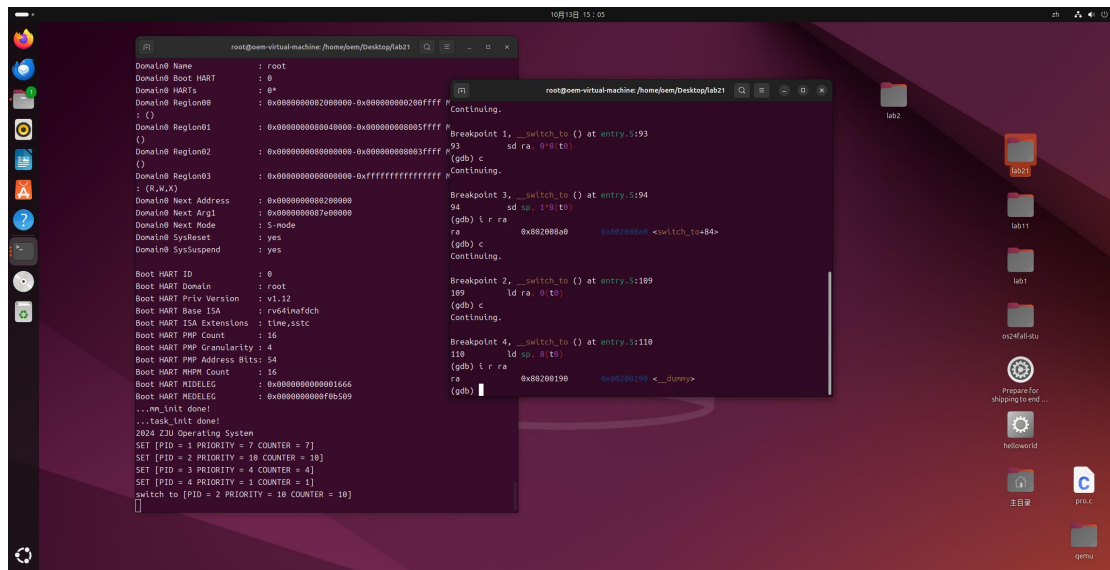 10月13日 15：05
zh
root@oem-virtual-machine: /home/oem/Desktop/lab21
Domain0 Name : root
Domain0 Boot HART : 0
Domain0 HARTs : 0*
Domain0 Region00 : 0x0000000002000000-0x000000000200ffff M
: ()
Domain0 Region01 : 0x0000000080040000-0x000000008005ffff M
()
Domain0 Region02 : 0x0000000080000000-0x000000008003ffff M
()
Domain0 Region03 : 0x0000000000000000-0xffffffffffffffff M
: (R,W,X)
Domain0 Next Address : 0x0000000080200000
Domain0 Next Arg1 : 0x0000000087e00000
Domain0 Next Mode : S-mode
Domain0 SysReset : yes
Domain0 SysSuspend : yes
Boot HART ID : 0
Boot HART Domain : root
Boot HART Priv Version : v1.12
Boot HART Base ISA : rv64imafdch
Boot HART ISA Extensions : time,sstc
Boot HART PMP Count : 16
Boot HART PMP Granularity : 4
Boot HART PMP Address Bits: 54
Boot HART MHPM Count : 16
Boot HART MIDELEG : 0x0000000000001666
Boot HART MEDELEG : 0x0000000000f0b509
...mm_init done!
...task_init done!
2024 ZJU Operating System
SET [PID = 1 PRIORITY = 7 COUNTER = 7]
SET [PID = 2 PRIORITY = 10 COUNTER = 10]
SET [PID = 3 PRIORITY = 4 COUNTER = 4]
SET [PID = 4 PRIORITY = 1 COUNTER = 1]
switch to [PID = 2 PRIORITY = 10 COUNTER = 10]
root@oem-virtual-machine: /home/oem/Desktop/lab21
Continuing.
Breakpoint 1, __switch_to () at entry.S:93
93 sd ra, 0*8(t0)
(gdb) c
Continuing.
Breakpoint 3, __switch_to () at entry.S:94
94 sd sp, 1*8(t0)
(gdb) i r ra
ra 0x802008a0 0x802008a0 <switch_to+84>
(gdb) c
Continuing.
Breakpoint 2, __switch_to () at entry.S:109
109 ld ra, 0(t0)
(gdb) c
Continuing.
Breakpoint 4, __switch_to () at entry.S:110
110 ld sp, 8(t0)
(gdb) i r ra
ra 0x80200190 0x80200190 <__dummy>
(gdb)
lab2
lab21
lab11
lab1
os24fall-stu
Prepare for
shipping to end ...
helloworld
主目录
C
pro.c
qemu